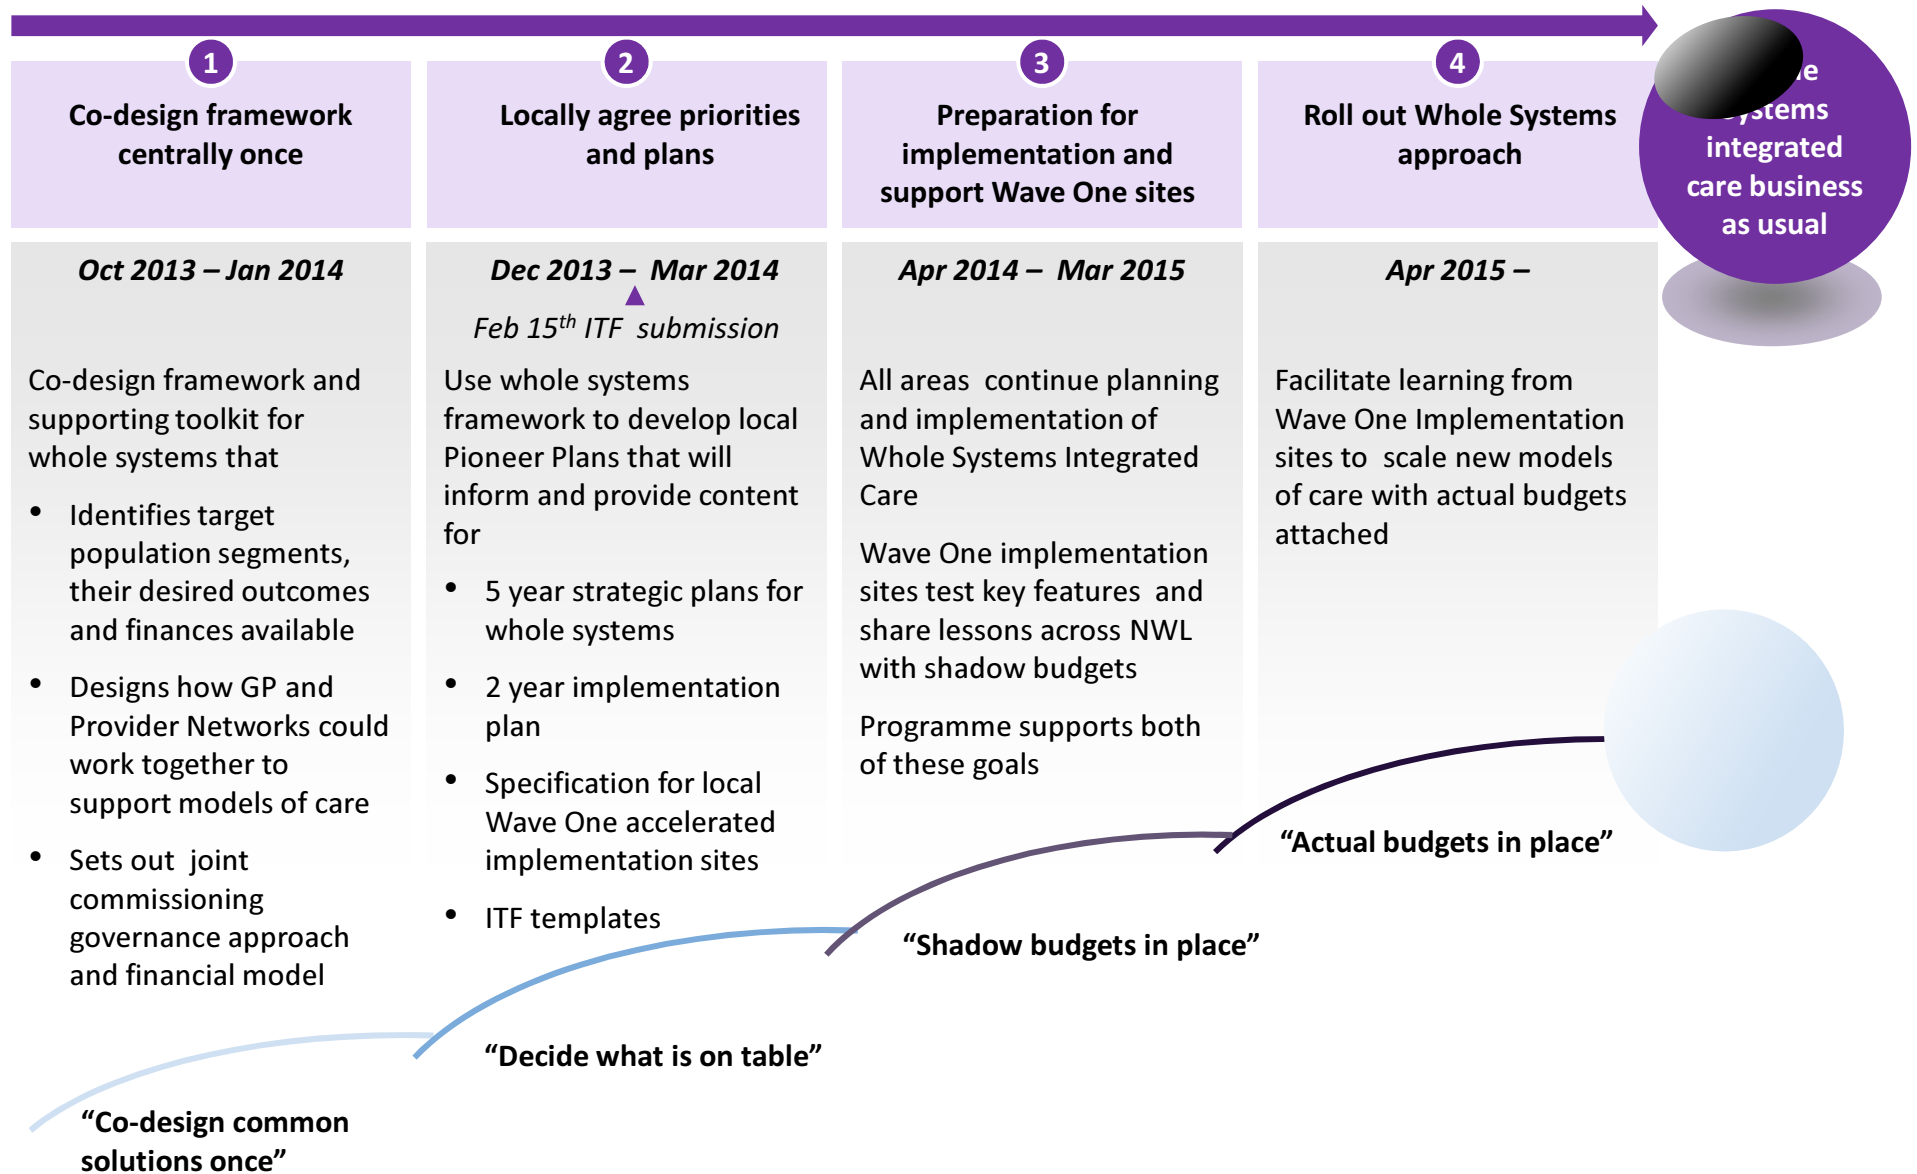 1
Co-design framework
centrally once
Oct 2013 – Jan 2014
Co-design framework and
supporting toolkit for
whole systems that
• Identifies target
population segments,
their desired outcomes
and finances available
• Designs how GP and
Provider Networks could
work together to
support models of care
• Sets out joint
commissioning
governance approach
and financial model
2
Locally agree priorities
and plans
Dec 2013 – Mar 2014
Feb 15th ITF submission
Use whole systems
framework to develop local
Pioneer Plans that will
inform and provide content
for
• 5 year strategic plans for
whole systems
• 2 year implementation
plan
• Specification for local
Wave One accelerated
implementation sites
• ITF templates
3
Preparation for
implementation and
support Wave One sites
Apr 2014 – Mar 2015
All areas continue planning
and implementation of
Whole Systems Integrated
Care
Wave One implementation
sites test key features and
share lessons across NWL
with shadow budgets
Programme supports both
of these goals
4
Roll out Whole Systems
approach
Apr 2015 –
Facilitate learning from
Wave One Implementation
sites to scale new models
of care with actual budgets
attached
systems
integrated
care business
as usual
“Actual budgets in place”
“Shadow budgets in place”
“Decide what is on table”
“Co-design common
solutions once”